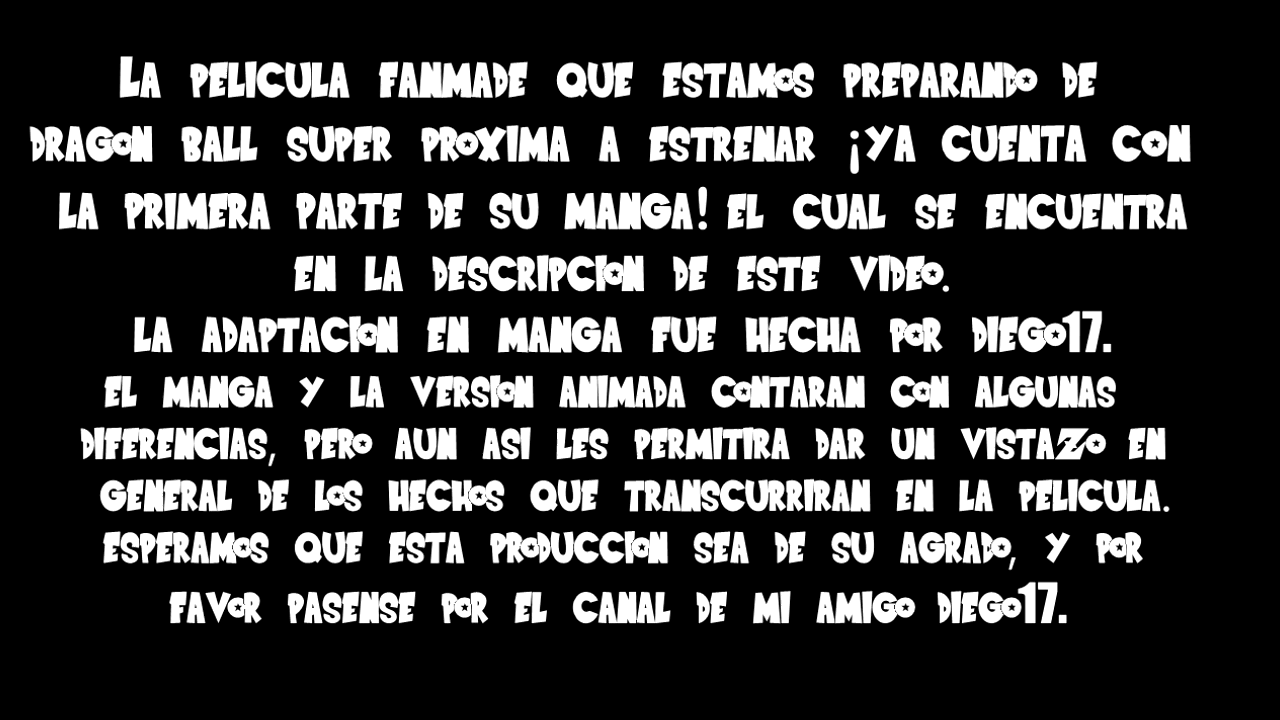 La pelicula fanmade que estamos preparando de
dragon ball super proxima a estrenar ¡ya cuenta con
la primera parte de su manga! el cual se encuentra
en la descripcion de este video.
la adaptacion en manga fue hecha por diego17.
el manga y la version animada contaran con algunas
diferencias, pero aun asi les permitira dar un vistazo en
general de los hechos que transcurriran en la pelicula.
esperamos que esta produccion sea de su agrado, y por
favor pasense por el canal de mi amigo diego17.